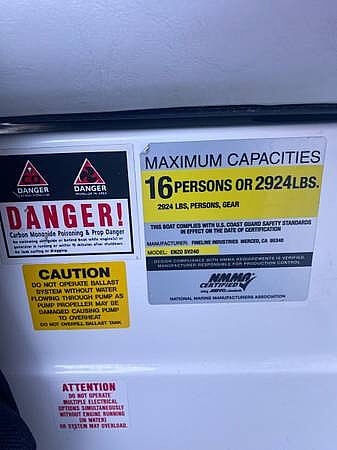 DANGER
DANGER
DANGER!
Carbon Monoxide Poisoning & Prop Danger
CAUTION
DO NOT OPERATE BALLAST
SYSTEM WITHOUT WATER
FLOWING THROUGH PUMP AS
PUMP PROPELLER MAY BE
DAMAGED CAUSING PUMP
TO OVERHEAT
DO NOT OVERFILL BALLAST TANK
ATTENTION
DO NOT OPERATE
MULTIPLE ELECTRICAL
OPTIONS SIMULTANEOUSLY
WITHOUT ENGINE RUNNING
(IN WATER)
OR SYSTEM MAY OVERLOAD.
MAXIMUM CAPACITIES
16 PERSONS OR 2924LBS.
2924 LBS, PERSONS, GEAR
THIS BOAT COMPLIES WITH U.S. COAST GUARD SAFETY STANDARDS
IN EFFECT ON THE DATE OF CERTIFICATION
MANUFACTURER: FINELINE INDUSTRIES MERCED, CA 95340
MODEL: ENZO SV240
DESIGN COMPLIANCE WITH NMMA REQUIREMENTS IS VERIFIED.
MANUFACTURER RESPONSIBLE FOR PRODUCTION CONTROL.
NMMA
CERTIFIED
NATIONAL MARINE MANUFACTURERS ASSOCIATION